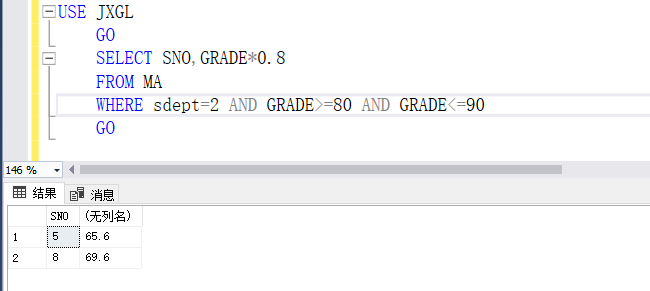 USE JXGL
GO
SELECT SNO,GRADE*0.8
FROM MA
WHERE sdept=2 AND GRADE>=80 AND GRADE<=90
GO
146 %
结果 消息
SNO (无列名)
1 5 65.6
2 8 69.6